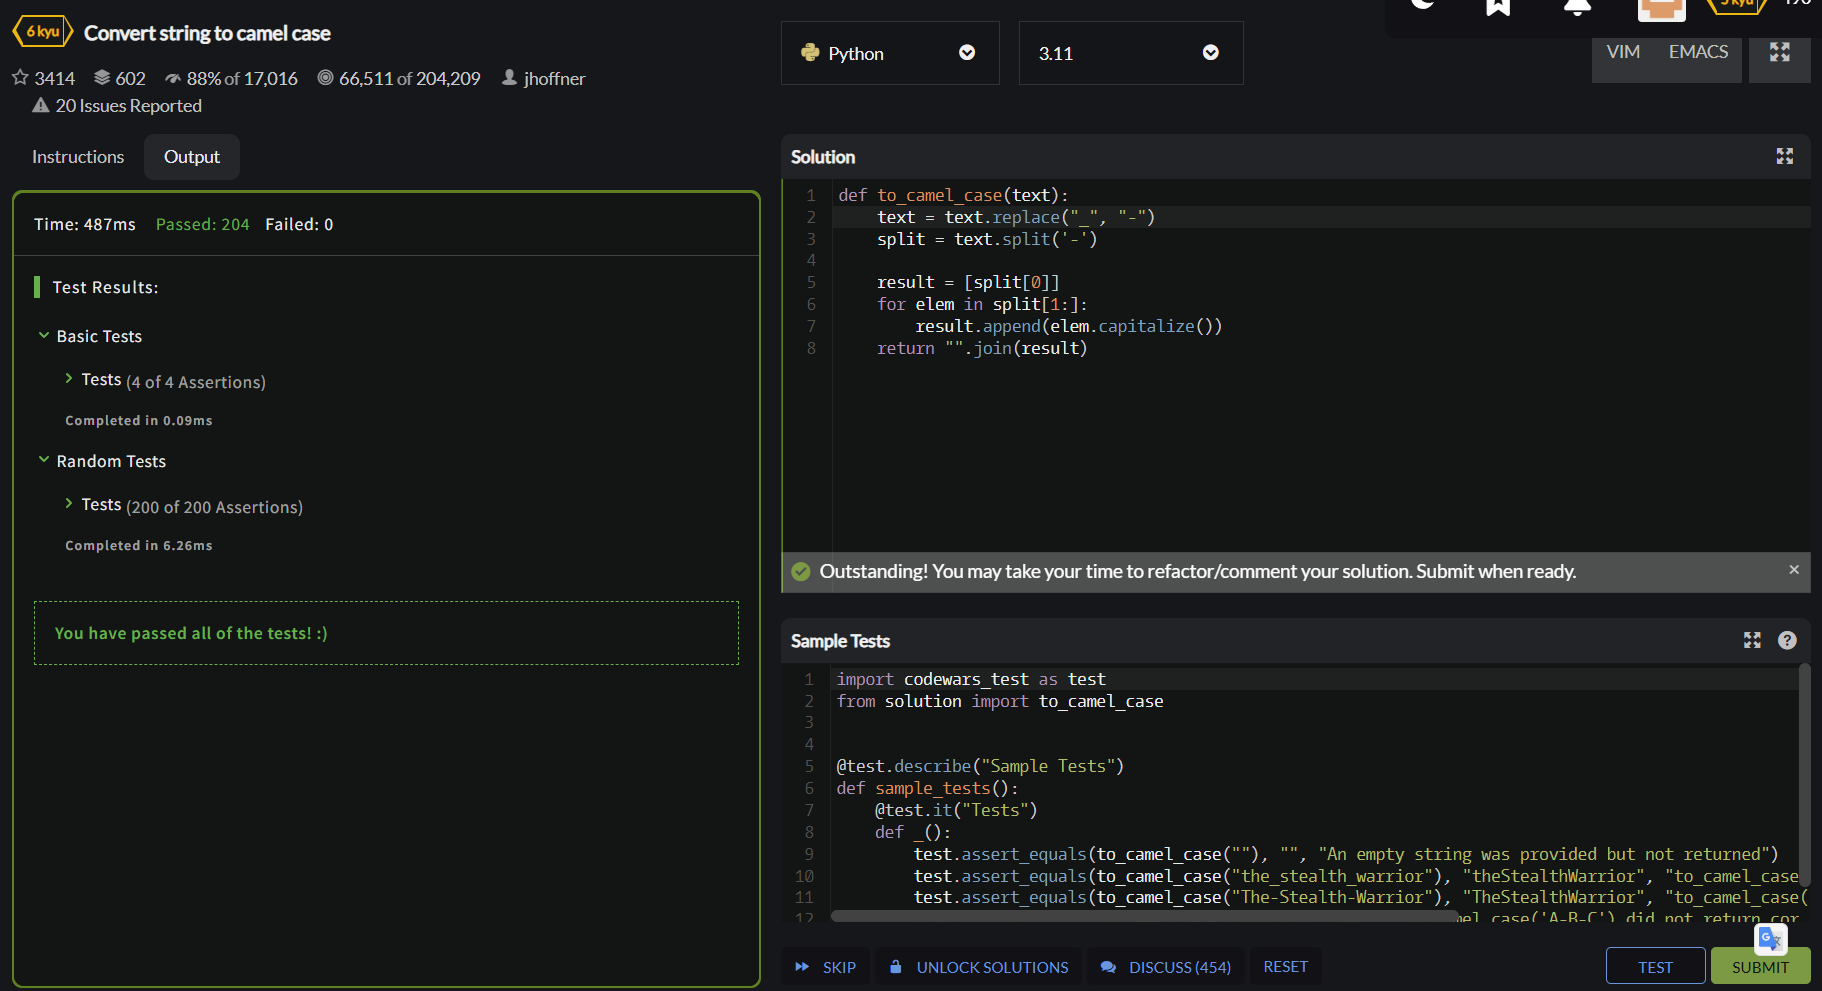 6 kyu Convert string to camel case
3414 602 88% of 17,016 66,511 of 204,209 jhoffner
20 Issues Reported
Python
3.11
VIM EMACS
Instructions Output
Time: 487ms Passed: 204 Failed: 0
Test Results:
Basic Tests
Tests (4 of 4 Assertions)
Completed in 0.09ms
Random Tests
Tests (200 of 200 Assertions)
Completed in 6.26ms
You have passed all of the tests! :)
Solution
1 def to_camel_case(text):
2 text = text.replace("_", "-")
3 split = text.split('-')
4
5 result = [split[0]]
6 for elem in split[1:]:
7 result.append(elem.capitalize())
8 return "".join(result)
Outstanding! You may take your time to refactor/comment your solution. Submit when ready.
Sample Tests
1 import codewars_test as test
2 from solution import to_camel_case
3
4
5 @test.describe("Sample Tests")
6 def sample_tests():
7 @test.it("Tests")
8 def _():
9 test.assert_equals(to_camel_case(""), "", "An empty string was provided but not returned")
10 test.assert_equals(to_camel_case("the_stealth_warrior"), "theStealthWarrior", "to_camel_case
11 test.assert_equals(to_camel_case("The-Stealth-Warrior"), "TheStealthWarrior", "to_camel_case(
12 mel_case('A-B-C') did not return cor
SKIP UNLOCK SOLUTIONS DISCUSS (454) RESET
TEST SUBMIT